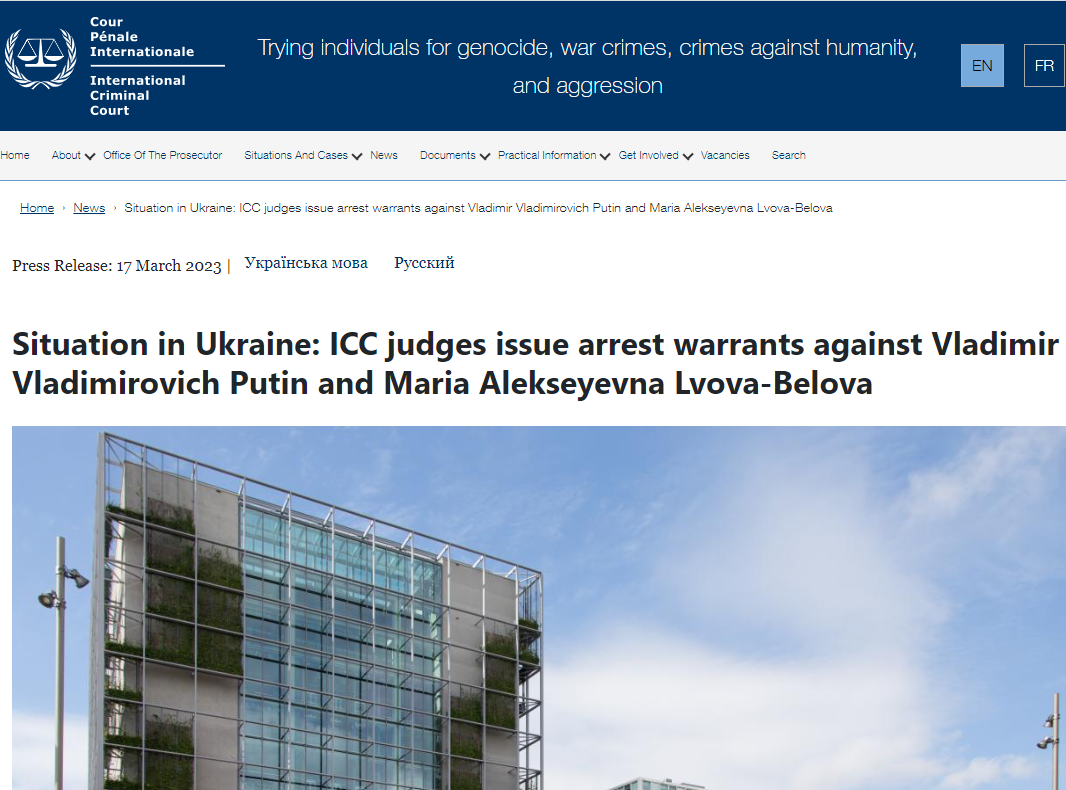 Cour
Pénale
Internationale
International
Criminal
Court
Trying individuals for genocide, war crimes, crimes against humanity,
and aggression
EN
FR
Home About Office Of The Prosecutor Situations And Cases News Documents Practical Information Get Involved Vacancies Search
Home › News › Situation in Ukraine: ICC judges issue arrest warrants against Vladimir Vladimirovich Putin and Maria Alekseyevna Lvova-Belova
Press Release: 17 March 2023 | Українська мова Русский
Situation in Ukraine: ICC judges issue arrest warrants against Vladimir
Vladimirovich Putin and Maria Alekseyevna Lvova-Belova